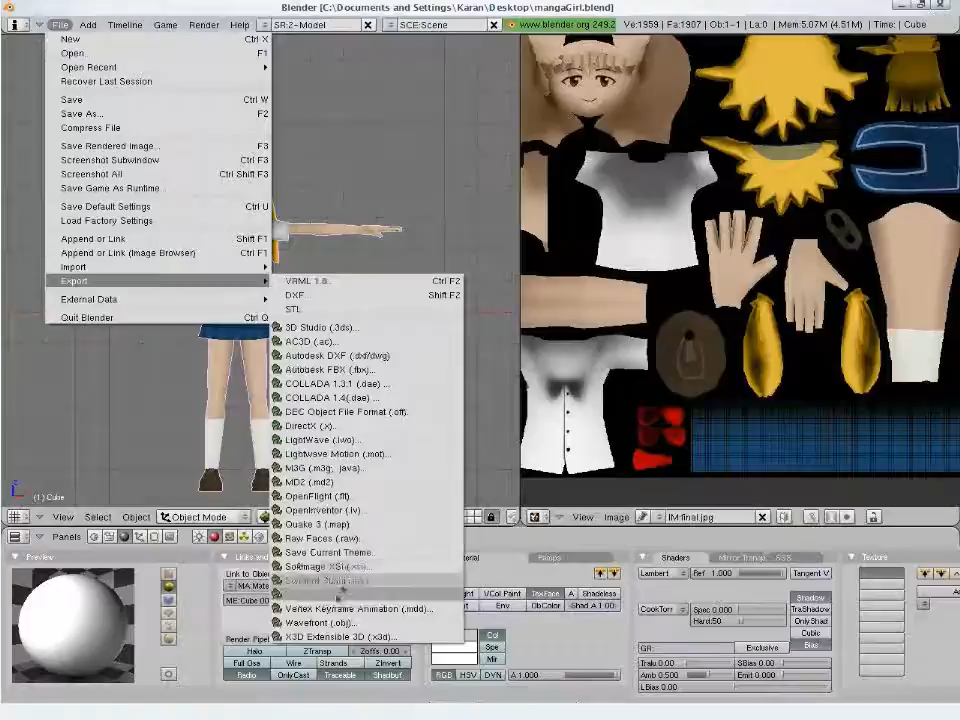 Blender [C:\Documents and Settings\Karan\Desktop\mangaGirl.blend]
File Add Timeline Game Render Help SR:2-Model SCE:Scene www.blender.org 249.2 Ve:1959 | Fa:1907 | Ob:1-1 | La:0 | Mem:5.07M (4.51M) | Time: | Cube
New Ctrl X
Open. F1
Open Recent
Recover Last Session
Save Ctrl W
Save As... F2
Compress File
Save Rendered Image... F3
Screenshot Subwindow Ctrl F3
Screenshot All Ctrl Shift F3
Save Game As Runtime...
Save Default Settings Ctrl U
Load Factory Settings
Append or Link Shift F1
Append or Link (Image Browser) Ctrl F1
Import
Export
External Data
Quit Blender Ctrl Q
VRML 1.0... Ctrl F2
DXF... Shift F2
STL
3D Studio (.3ds)...
AC3D (.ac)...
Autodesk DXF (.dxf/dwg)
Autodesk FBX (.fbx)...
COLLADA 1.3.1 (.dae) ...
COLLADA 1.4(.dae) ...
DEC Object File Format (.off).
DirectX (.x)...
LightWave (.lwo)...
Lightwave Motion (.mot)...
M3G (.m3g, .java)...
MD2 (.md2)
OpenFlight (.flt).
OpenInventor (.iv)...
Quake 3 (.map)
Raw Faces (.raw)...
Save Current Theme...
Softimage XSI (.xsi)...
Vertex Keyframe Animation (.mdd)...
Wavefront (.obj)...
X3D Extensible 3D (.x3d)...
(1) Cube
View Select Object Object Mode View Image IM:final.jpg
Panels
Preview
Shaders Mirror Transp SSS Texture
Link to Object
ME:Cube
Render Pipeline
Halo ZTransp Zoffs: 0.00
Full Osa Wire Strands ZInvert
Radio OnlyCast Traceable Shadbuf
VCol Paint TexFace A Shadeless
Env ObColor Shad A 1.00
Col
Spe
Mir
RGB HSV DYN A 1.000
Lambert Ref 1.000 Tangent V
Shadow
CookTorr Spec 0.000 TraShadow
Hard:50 Only Shad
Cubic
GR: Exclusive Bias
Tralu 0.00 SBias 0.00
Amb 0.500 Emit 0.000
LBias 0.00